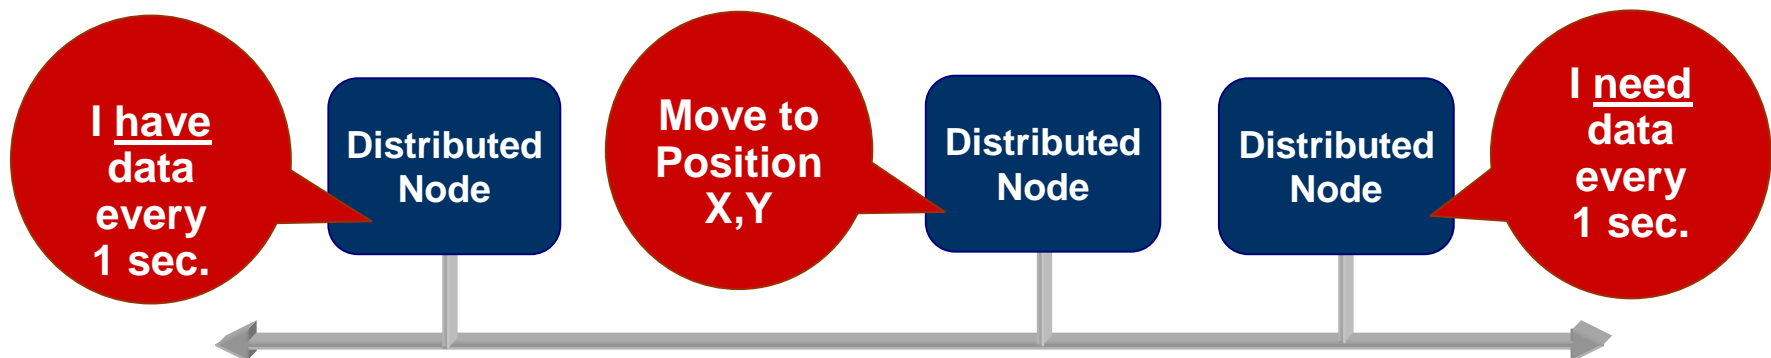 I have
data
every
1 sec.
Distributed
Node
Move to
Position
X,Y
Distributed
Node
Distributed
Node
I need
data
every
1 sec.